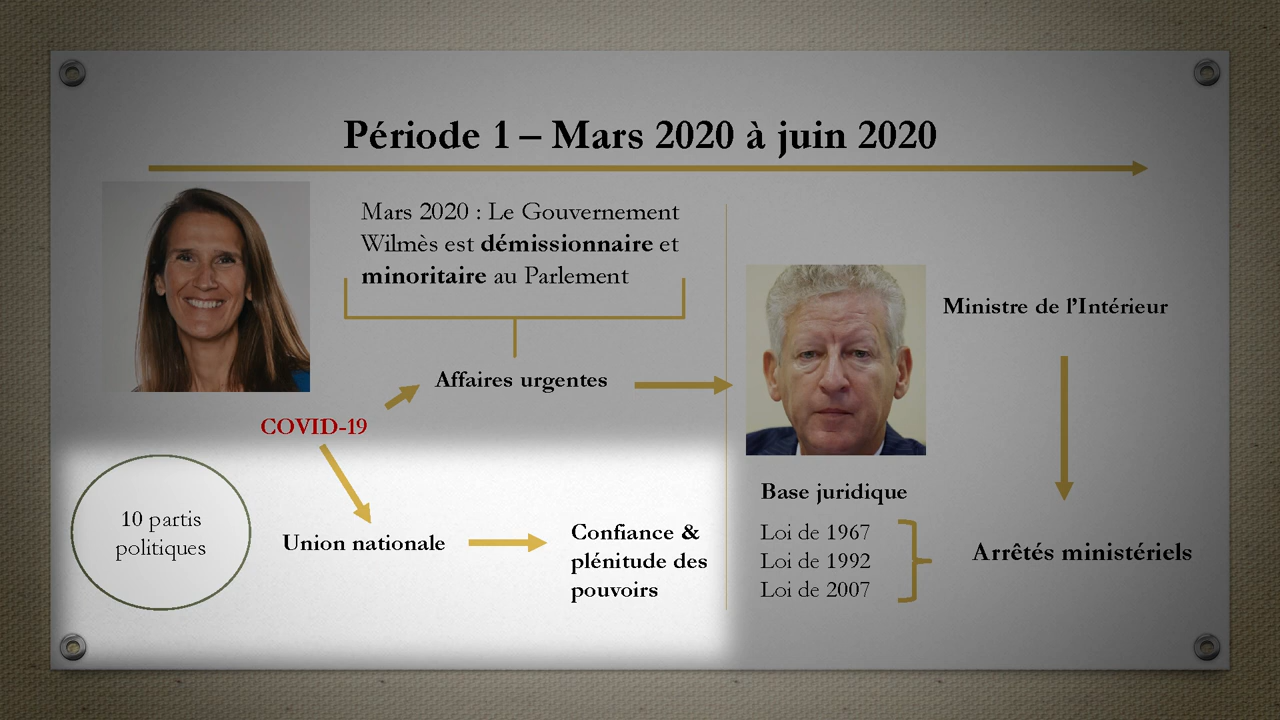 Période 1 – Mars 2020 à juin 2020
Mars 2020 : Le Gouvernement
Wilmès est démissionnaire et
minoritaire au Parlement
Ministre de l’Intérieur
Affaires urgentes
COVID-19
10 partis
politiques
Union nationale
Confiance &
plénitude des
pouvoirs
Base juridique
Loi de 1967
Loi de 1992
Loi de 2007
Arrêtés ministériels